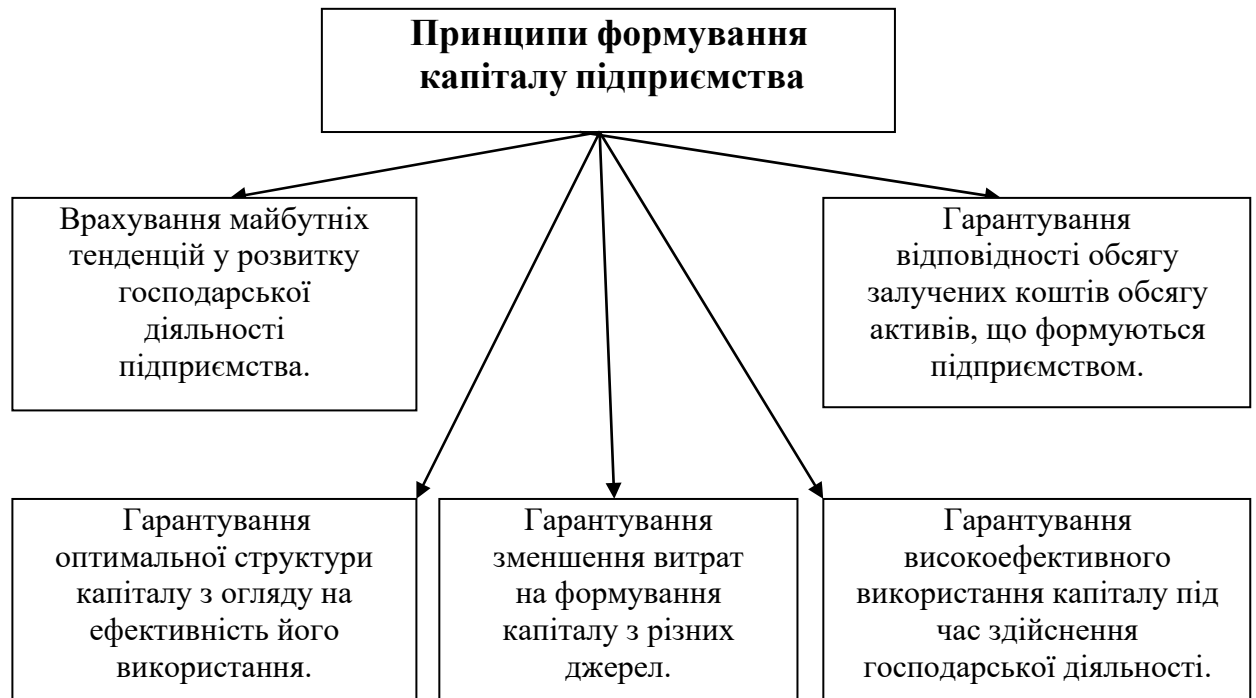 Принципи формування
капіталу підприємства
Врахування майбутніх
тенденцій у розвитку
господарської
діяльності
підприємства.
Гарантування
відповідності обсягу
залучених коштів обсягу
активів, що формуються
підприємством.
Гарантування
оптимальної структури
капіталу з огляду на
ефективність його
використання.
Гарантування
зменшення витрат
на формування
капіталу з різних
джерел.
Гарантування
високоефективного
використання капіталу під
час здійснення
господарської діяльності.